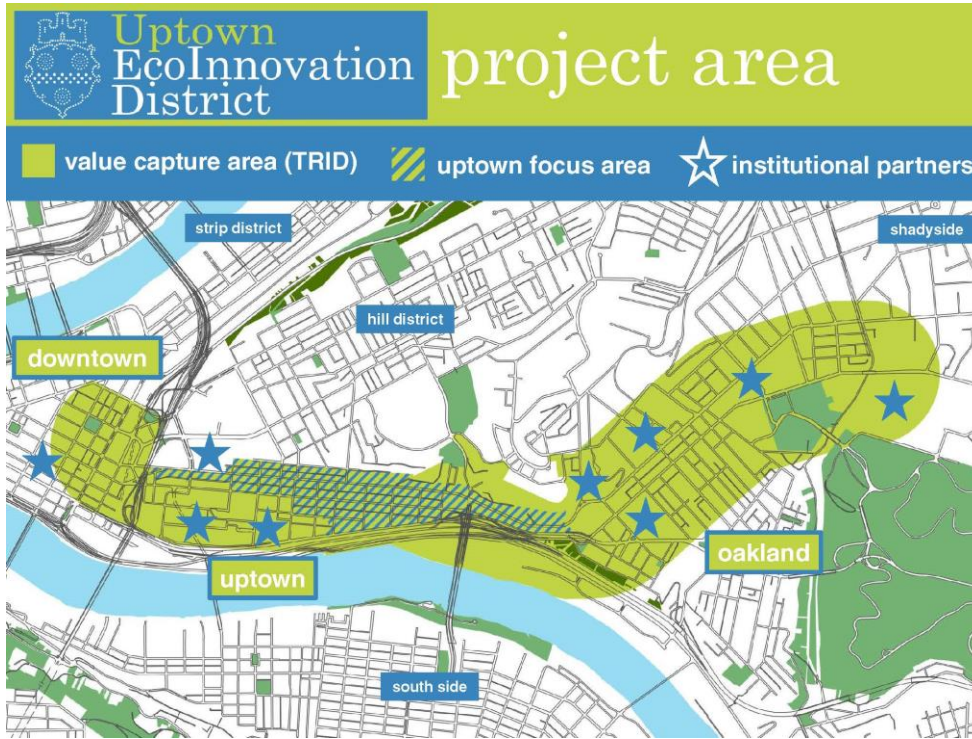 Uptown
EcoInnovation
District
project area
value capture area (TRID)
uptown focus area
institutional partners
strip district
shadyside
hill district
downtown
oakland
uptown
south side